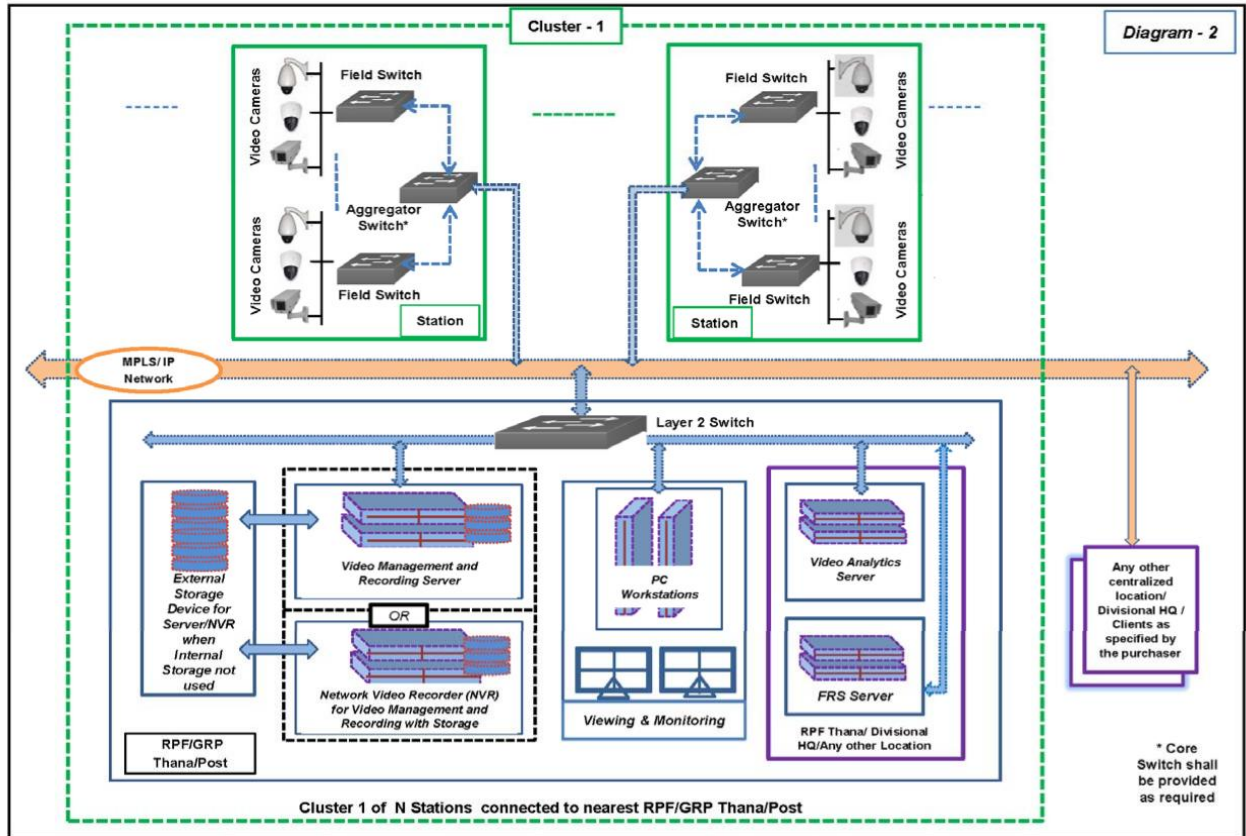 Cluster - 1
Diagram - 2
Video Cameras
Field Switch
Aggregator
Switch*
Video Cameras
Field Switch
Station
Field Switch
Video Cameras
Aggregator
Switch*
Field Switch
Video Cameras
Station
MPLS/ IP
Network
Layer 2 Switch
External
Storage
Device for
Server/NVR
when
Internal
Storage not
used
Video Management and
Recording Server
OR
Network Video Recorder (NVR)
for Video Management and
Recording with Storage
PC
Workstations
Viewing & Monitoring
Video Analytics
Server
FRS Server
RPF Thana/ Divisional
HQ/Any other Location
Any other
centralized
location/
Divisional HQ /
Clients as
specified by
the purchaser
RPF/GRP
Thana/Post
* Core
Switch shall
be provided
as required
Cluster 1 of N Stations connected to nearest RPF/GRP Thana/Post